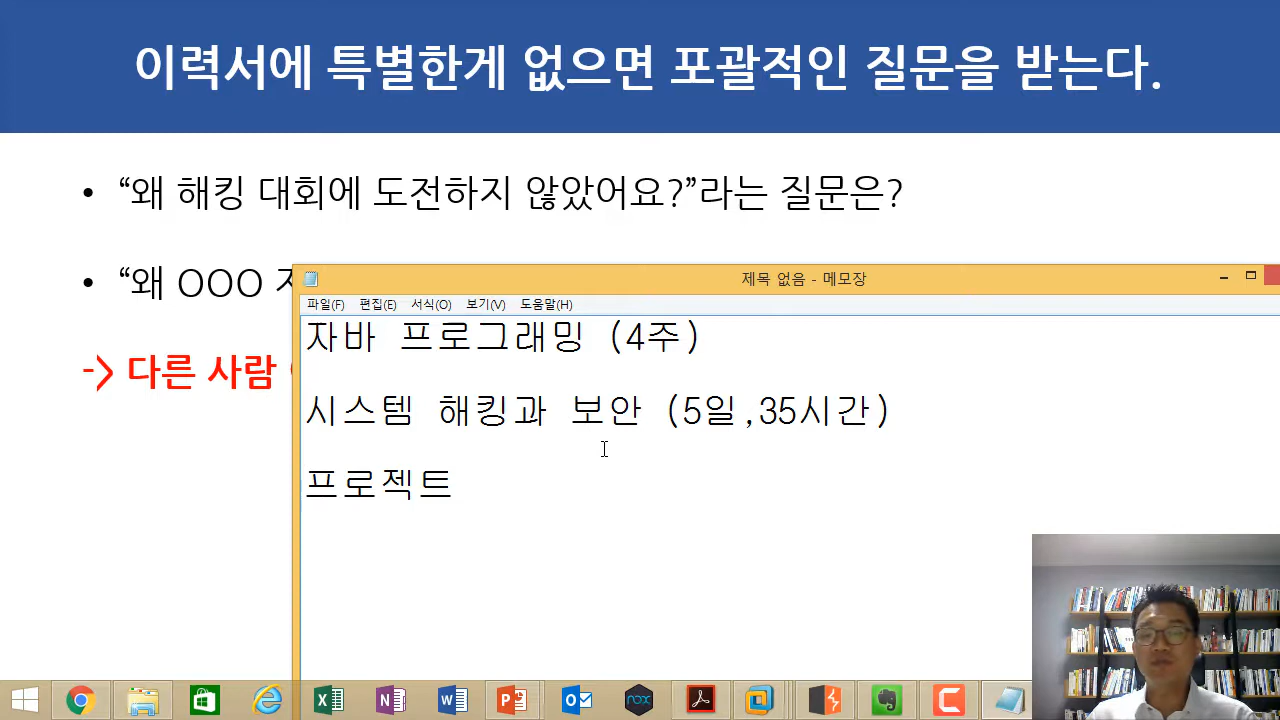 이력서에 특별한게 없으면 포괄적인 질문을 받는다.
• “왜 해킹 대회에 도전하지 않았어요?”라는 질문은?
• “왜 OOO
-> 다른 사람
제목 없음 - 메모장
파일(F) 편집(E) 서식(O) 보기(V) 도움말(H)
자바 프로그래밍 (4주)
시스템 해킹과 보안 (5일,35시간)
프로젝트
nox